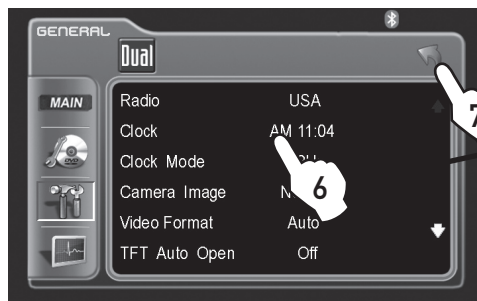 GENERAL
Dual
MAIN
Radio USA
Clock AM 11:04
Clock Mode
Camera Image
Video Format Auto
TFT Auto Open Off
6
7